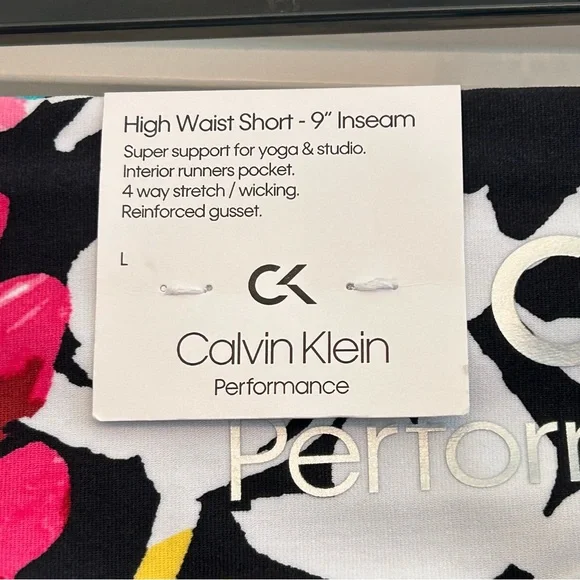 High Waist Short - 9" Inseam
Super support for yoga & studio.
Interior runners pocket.
4 way stretch / wicking.
Reinforced gusset.
L
CK
Calvin Klein
Performance
C
Perform